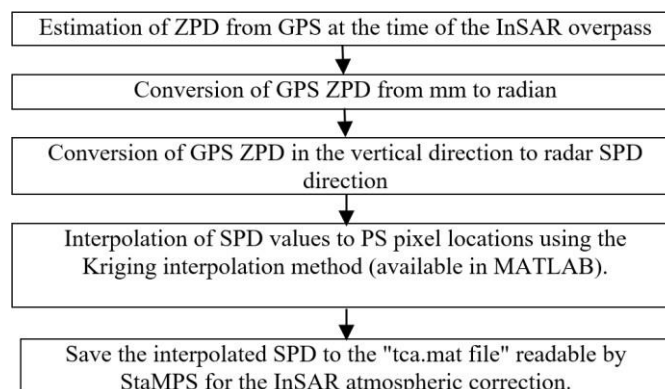 Estimation of ZPD from GPS at the time of the InSAR overpass
Conversion of GPS ZPD from mm to radian
Conversion of GPS ZPD in the vertical direction to radar SPD
direction
Interpolation of SPD values to PS pixel locations using the
Kriging interpolation method (available in MATLAB).
Save the interpolated SPD to the "tca.mat file" readable by
StaMPS for the InSAR atmospheric correction.